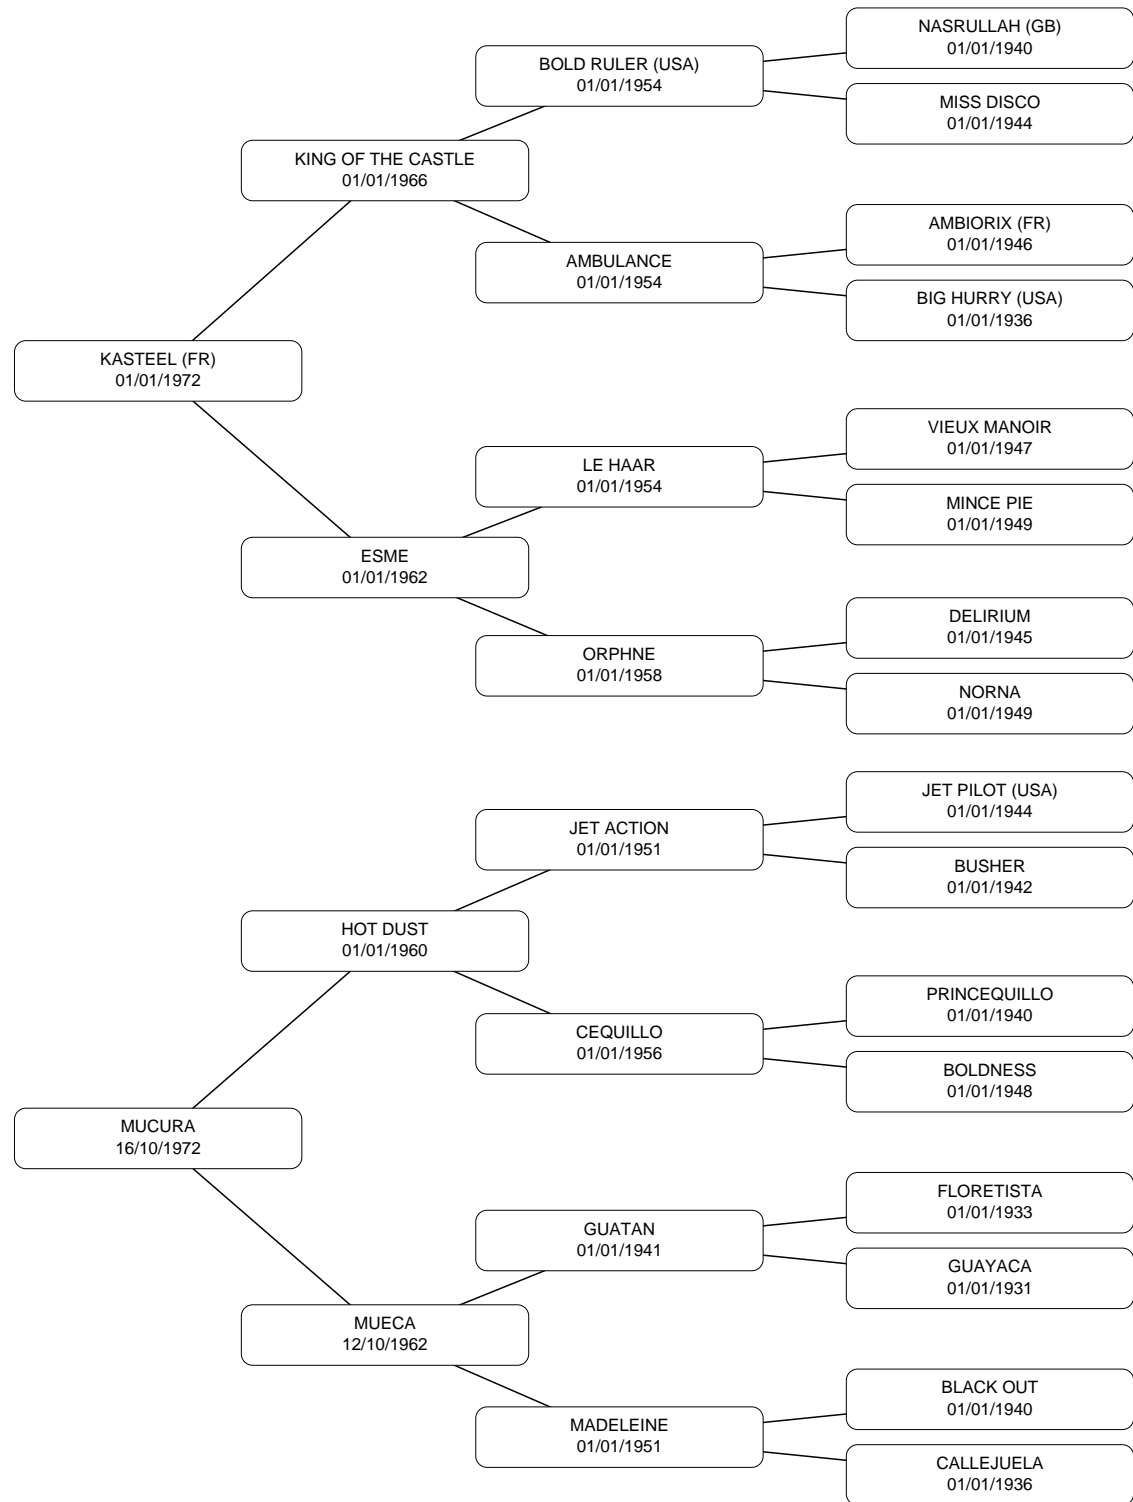 NASRULLAH (GB)
01/01/1940
BOLD RULER (USA)
01/01/1954
MISS DISCO
01/01/1944
KING OF THE CASTLE
01/01/1966
AMBIORIX (FR)
01/01/1946
AMBULANCE
01/01/1954
BIG HURRY (USA)
01/01/1936
KASTEEL (FR)
01/01/1972
VIEUX MANOIR
01/01/1947
LE HAAR
01/01/1954
MINCE PIE
01/01/1949
ESME
01/01/1962
DELIRIUM
01/01/1945
ORPHNE
01/01/1958
NORNA
01/01/1949
JET PILOT (USA)
01/01/1944
JET ACTION
01/01/1951
BUSHER
01/01/1942
HOT DUST
01/01/1960
PRINCEQUILLO
01/01/1940
CEQUILLO
01/01/1956
BOLDNESS
01/01/1948
MUCURA
16/10/1972
FLORETISTA
01/01/1933
GUATAN
01/01/1941
GUAYACA
01/01/1931
MUECA
12/10/1962
BLACK OUT
01/01/1940
MADELEINE
01/01/1951
CALLEJUELA
01/01/1936